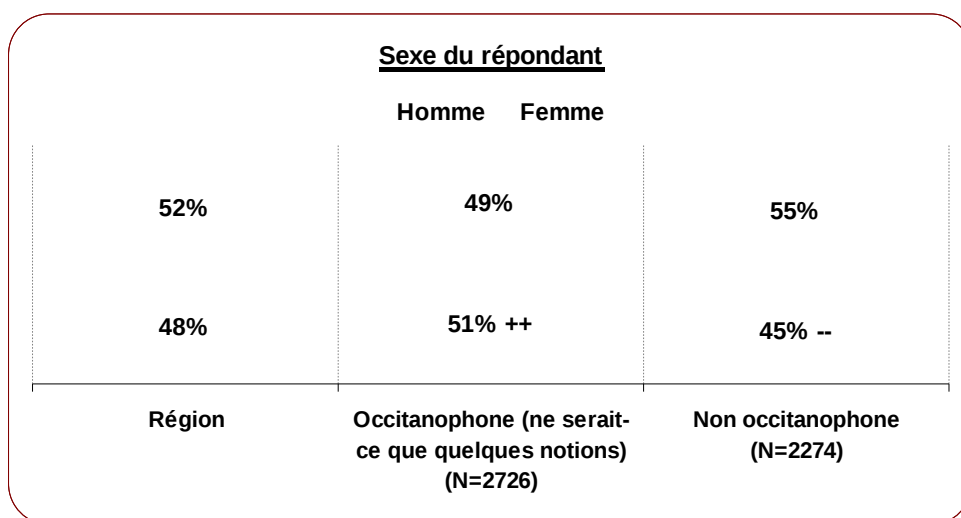 Sexe du répondant
Homme Femme
52% 49% 55%
48% 51% ++ 45% --
Région
Occitanophone (ne serait-
ce que quelques notions)
(N=2726)
Non occitanophone
(N=2274)